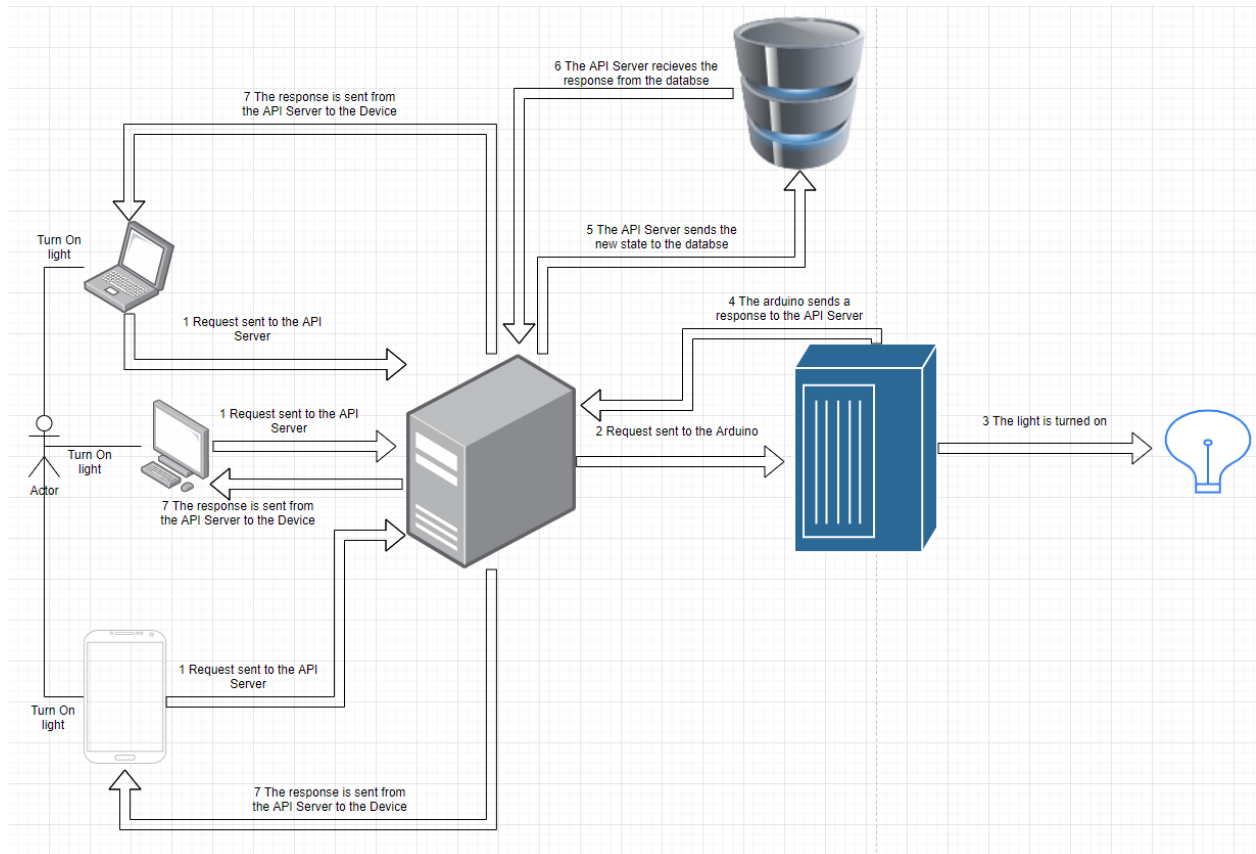 6 The API Server recieves the
response from the databse
7 The response is sent from
the API Server to the Device
5 The API Server sends the
new state to the databse
Turn On
light
4 The arduino sends a
response to the API Server
1 Request sent to the API
Server
1 Request sent to the API
Server
2 Request sent to the Arduino
3 The light is turned on
Turn On
light
Actor
7 The response is sent from
the API Server to the Device
1 Request sent to the API
Server
Turn On
light
7 The response is sent from
the API Server to the Device